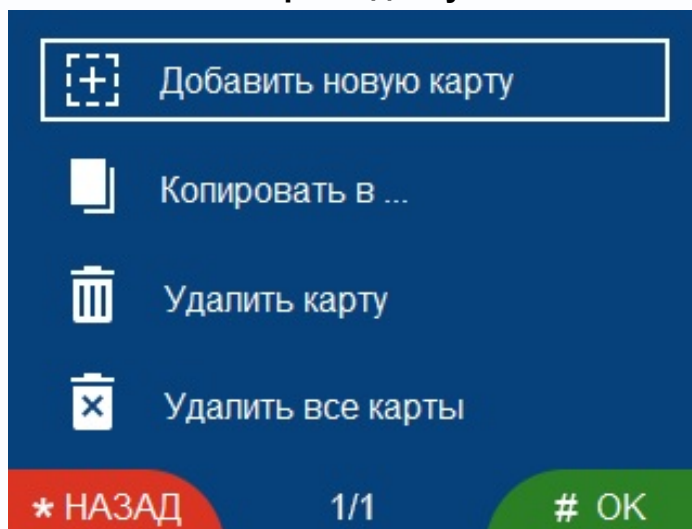 Добавить новую карту
Копировать в ...
Удалить карту
Удалить все карты
* НАЗАД 1/1 # OK